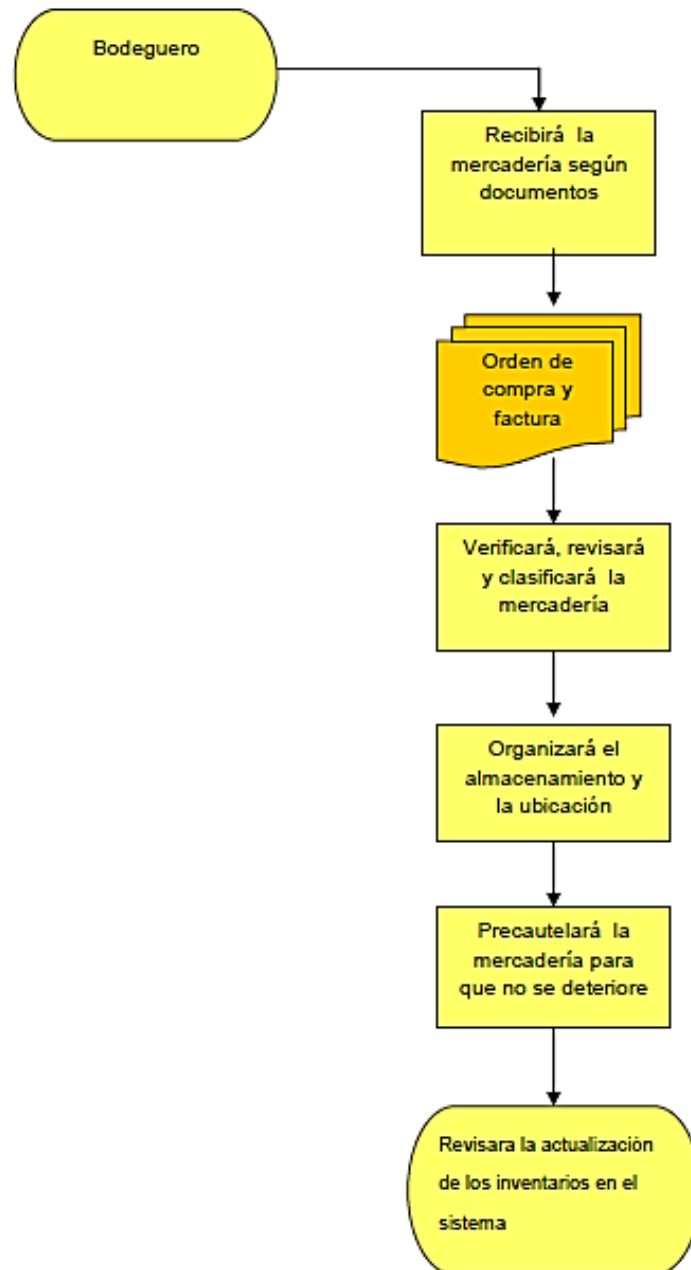 Bodeguero
Recibirá la
mercadería según
documentos
Orden de
compra y
factura
Verificará, revisará
y clasificará la
mercadería
Organizará el
almacenamiento y
la ubicación
Precautelará la
mercadería para
que no se deteriore
Revisara la actualización
de los inventarios en el
sistema